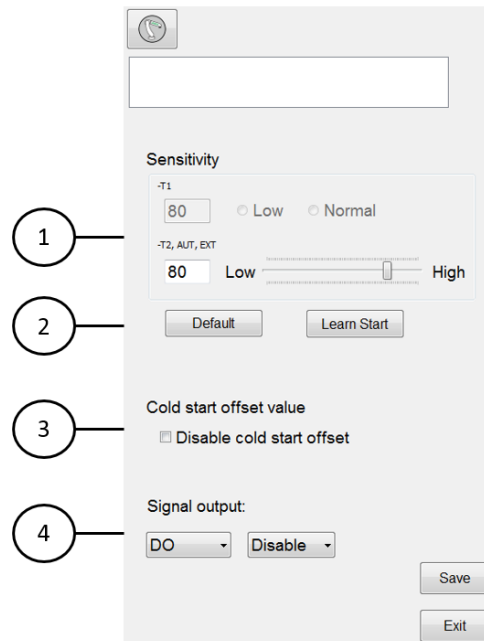 Sensitivity
-T1
80 Low Normal
1
-T2, AUT, EXT
80 Low High
2
Default Learn Start
Cold start offset value
3
Disable cold start offset
Signal output:
4
DO Disable
Save
Exit